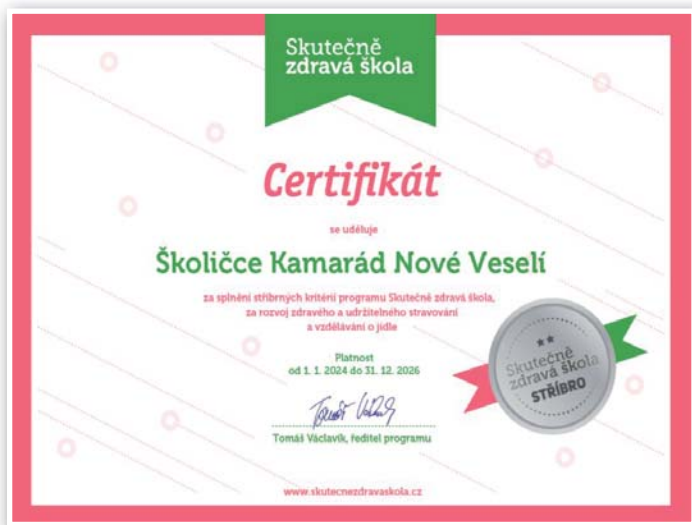 Skutečně
zdravá škola
Certifikát
se uděluje
Školičce Kamarád Nové Veselí
za splnění stříbrných kritérií programu Skutečně zdravá škola,
za rozvoj zdravého a udržitelného stravování
a vzdělávání o jídle
Platnost
od 1. 1. 2024 do 31. 12. 2026
Skutečně
zdravá škola
STŘÍBRO
Tomáš Václavík, ředitel programu
www.skutecnezdravaskola.cz